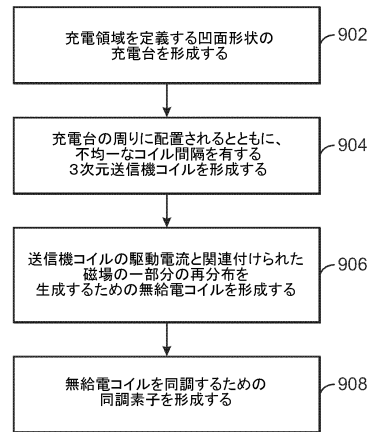 充電領域を定義する凹面形状の
充電台を形成する
902
充電台の周りに配置されるとともに、
不均一なコイル間隔を有する
3次元送信機コイルを形成する
904
送信機コイルの駆動電流と関連付けられた
磁場の一部分の再分布を
生成するための無給電コイルを形成する
906
無給電コイルを同調するための
同調素子を形成する
908